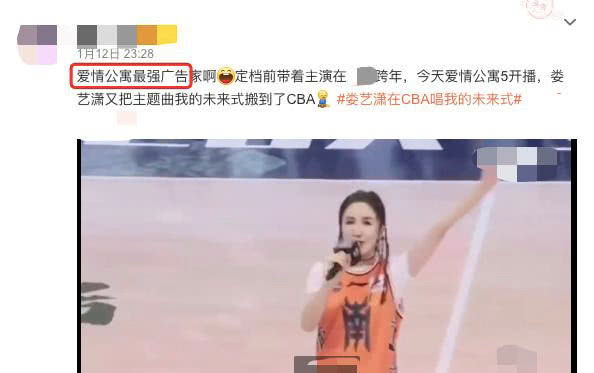 1月12日 23:28
爱情公寓最强广告家啊 定档前带着主演在 跨年，今天爱情公寓5开播，娄
艺潇又把主题曲我的未来式搬到了CBA #娄艺潇在CBA唱我的未来式#